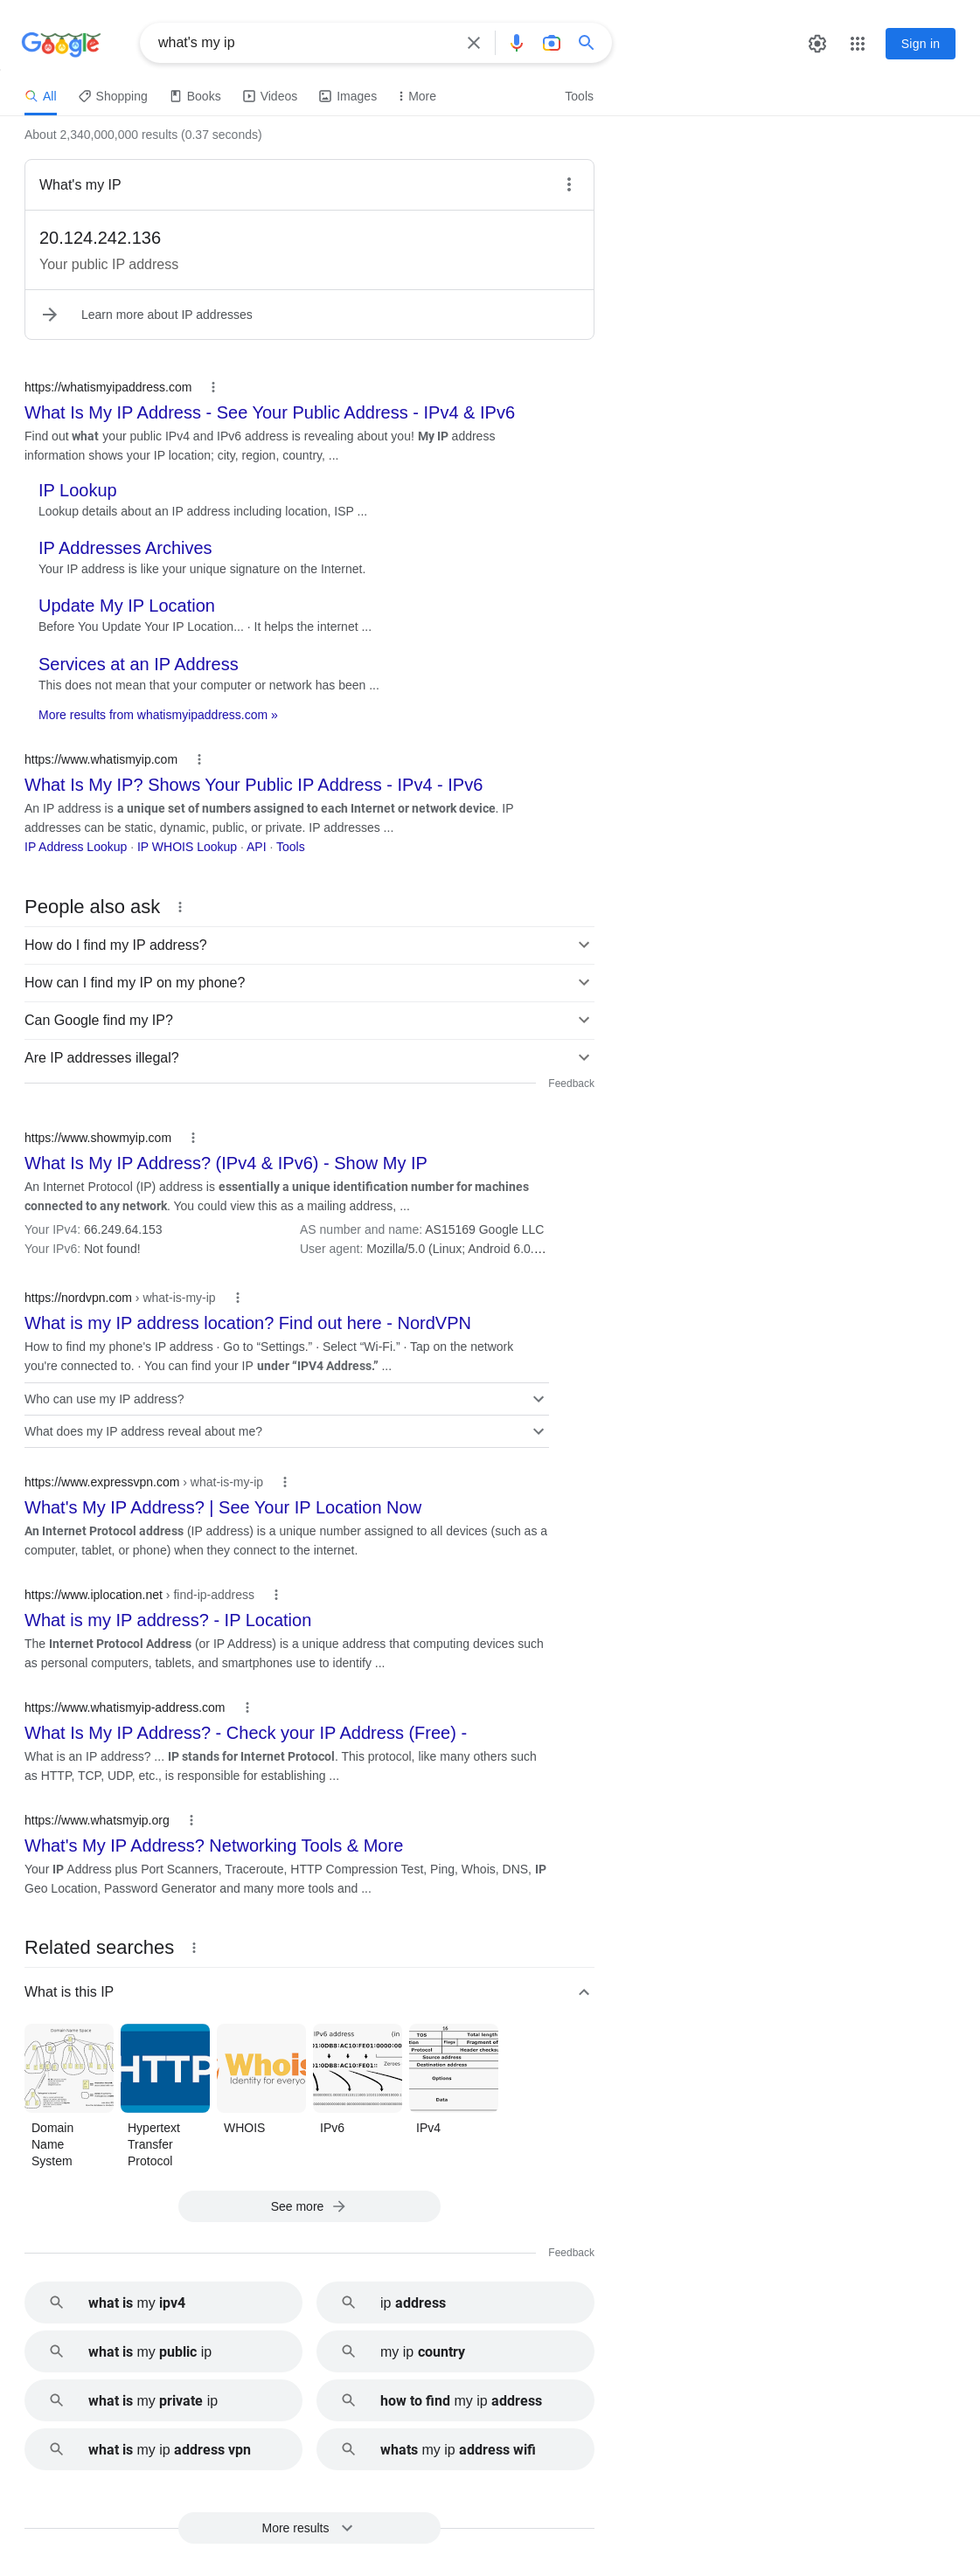 Google
what's my ip
Sign in
All
Shopping
Books
Videos
Images
More
Tools
About 2,340,000,000 results (0.37 seconds)
What's my IP
20.124.242.136
Your public IP address
Learn more about IP addresses
https://whatismyipaddress.com
What Is My IP Address - See Your Public Address - IPv4 & IPv6
Find out what your public IPv4 and IPv6 address is revealing about you! My IP address
information shows your IP location; city, region, country, ...
IP Lookup
Lookup details about an IP address including location, ISP ...
IP Addresses Archives
Your IP address is like your unique signature on the Internet.
Update My IP Location
Before You Update Your IP Location... · It helps the internet ...
Services at an IP Address
This does not mean that your computer or network has been ...
More results from whatismyipaddress.com »
https://www.whatismyip.com
What Is My IP? Shows Your Public IP Address - IPv4 - IPv6
An IP address is a unique set of numbers assigned to each Internet or network device. IP
addresses can be static, dynamic, public, or private. IP addresses ...
IP Address Lookup · IP WHOIS Lookup · API · Tools
People also ask
How do I find my IP address?
How can I find my IP on my phone?
Can Google find my IP?
Are IP addresses illegal?
Feedback
https://www.showmyip.com
What Is My IP Address? (IPv4 & IPv6) - Show My IP
An Internet Protocol (IP) address is essentially a unique identification number for machines
connected to any network. You could view this as a mailing address, ...
Your IPv4: 66.249.64.153
AS number and name: AS15169 Google LLC
Your IPv6: Not found!
User agent: Mozilla/5.0 (Linux; Android 6.0....
https://nordvpn.com › what-is-my-ip
What is my IP address location? Find out here - NordVPN
How to find my phone's IP address · Go to “Settings.” · Select “Wi-Fi.” · Tap on the network
you're connected to. · You can find your IP under “IPV4 Address.” ...
Who can use my IP address?
What does my IP address reveal about me?
https://www.expressvpn.com › what-is-my-ip
What's My IP Address? | See Your IP Location Now
An Internet Protocol address (IP address) is a unique number assigned to all devices (such as a
computer, tablet, or phone) when they connect to the internet.
https://www.iplocation.net › find-ip-address
What is my IP address? - IP Location
The Internet Protocol Address (or IP Address) is a unique address that computing devices such
as personal computers, tablets, and smartphones use to identify ...
https://www.whatismyip-address.com
What Is My IP Address? - Check your IP Address (Free) -
What is an IP address? ... IP stands for Internet Protocol. This protocol, like many others such
as HTTP, TCP, UDP, etc., is responsible for establishing ...
https://www.whatsmyip.org
What's My IP Address? Networking Tools & More
Your IP Address plus Port Scanners, Traceroute, HTTP Compression Test, Ping, Whois, DNS, IP
Geo Location, Password Generator and many more tools and ...
Related searches
What is this IP
Domain Name Space
HTTP
Whois
Identity for everyo
IPv6 address (in
Zeroes
16
TOS
Total length
Flags
Fragment of
Protocol
Header checks
Source address
Destination address
Options
Data
Domain
Name
System
Hypertext
Transfer
Protocol
WHOIS
IPv6
IPv4
See more
Feedback
what is my ipv4
ip address
what is my public ip
my ip country
what is my private ip
how to find my ip address
what is my ip address vpn
whats my ip address wifi
More results